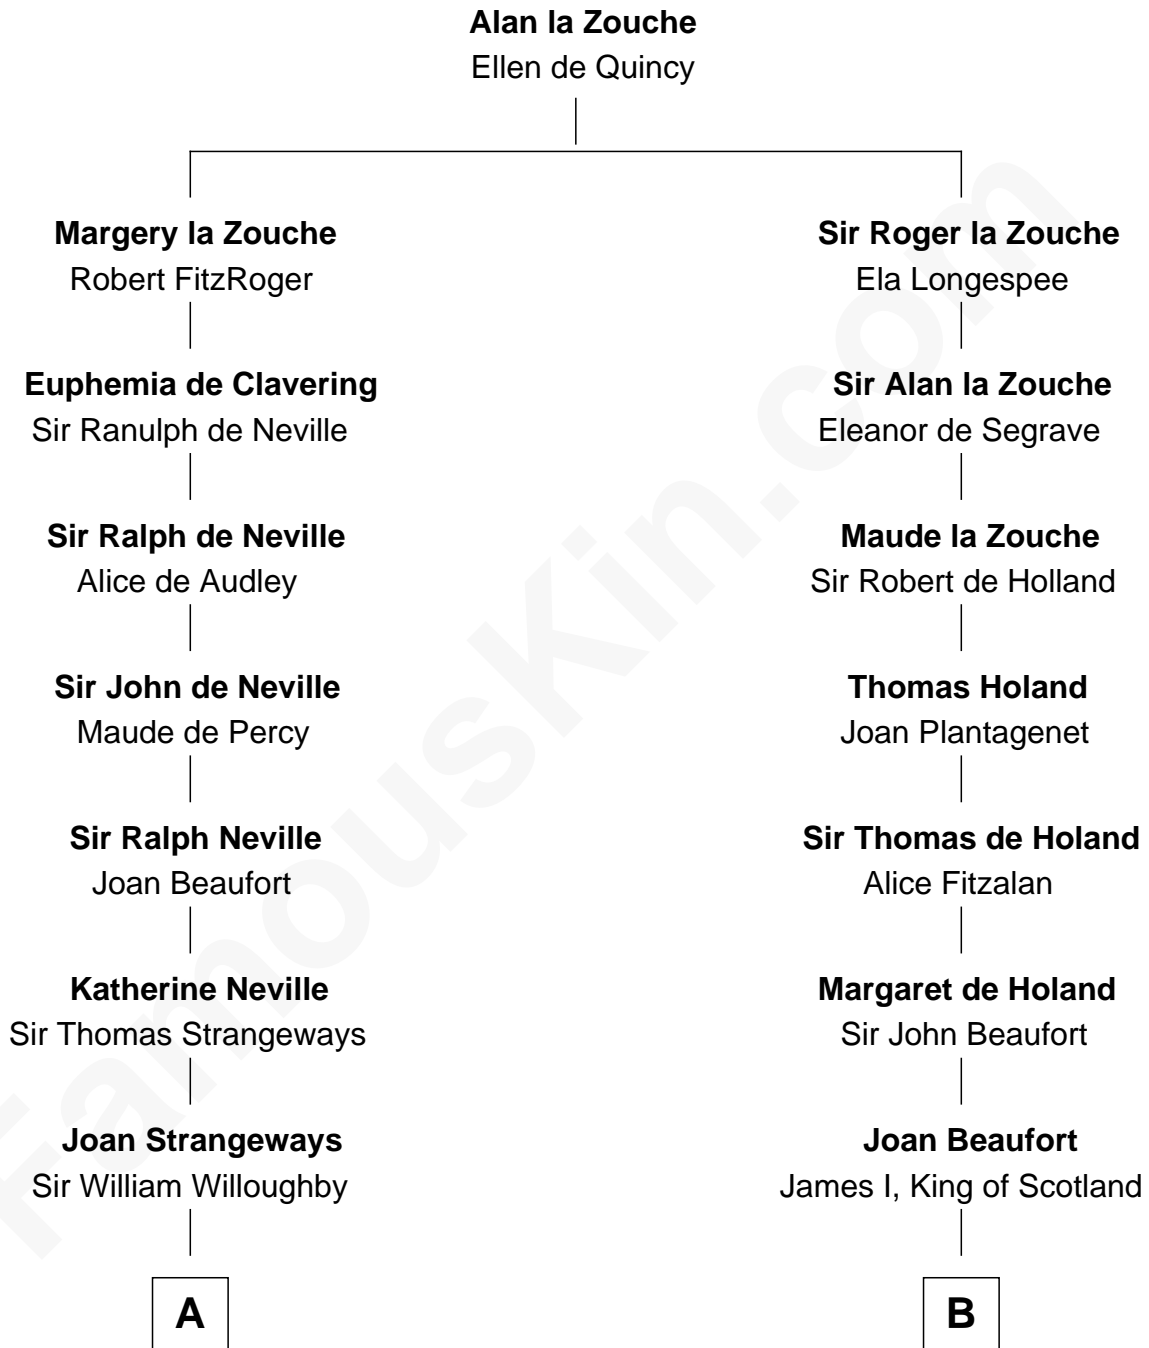 Alan la Zouche
Ellen de Quincy
Margery la Zouche
Robert FitzRoger
Sir Roger la Zouche
Ela Longespee
Euphemia de Clavering
Sir Ranulph de Neville
Sir Alan la Zouche
Eleanor de Segrave
Sir Ralph de Neville
Alice de Audley
Maude la Zouche
Sir Robert de Holland
Sir John de Neville
Maude de Percy
Thomas Holand
Joan Plantagenet
Sir Ralph Neville
Joan Beaufort
Sir Thomas de Holand
Alice Fitzalan
Katherine Neville
Sir Thomas Strangeways
Margaret de Holand
Sir John Beaufort
Joan Strangeways
Sir William Willoughby
Joan Beaufort
James I, King of Scotland
A
B
FamousKin.com